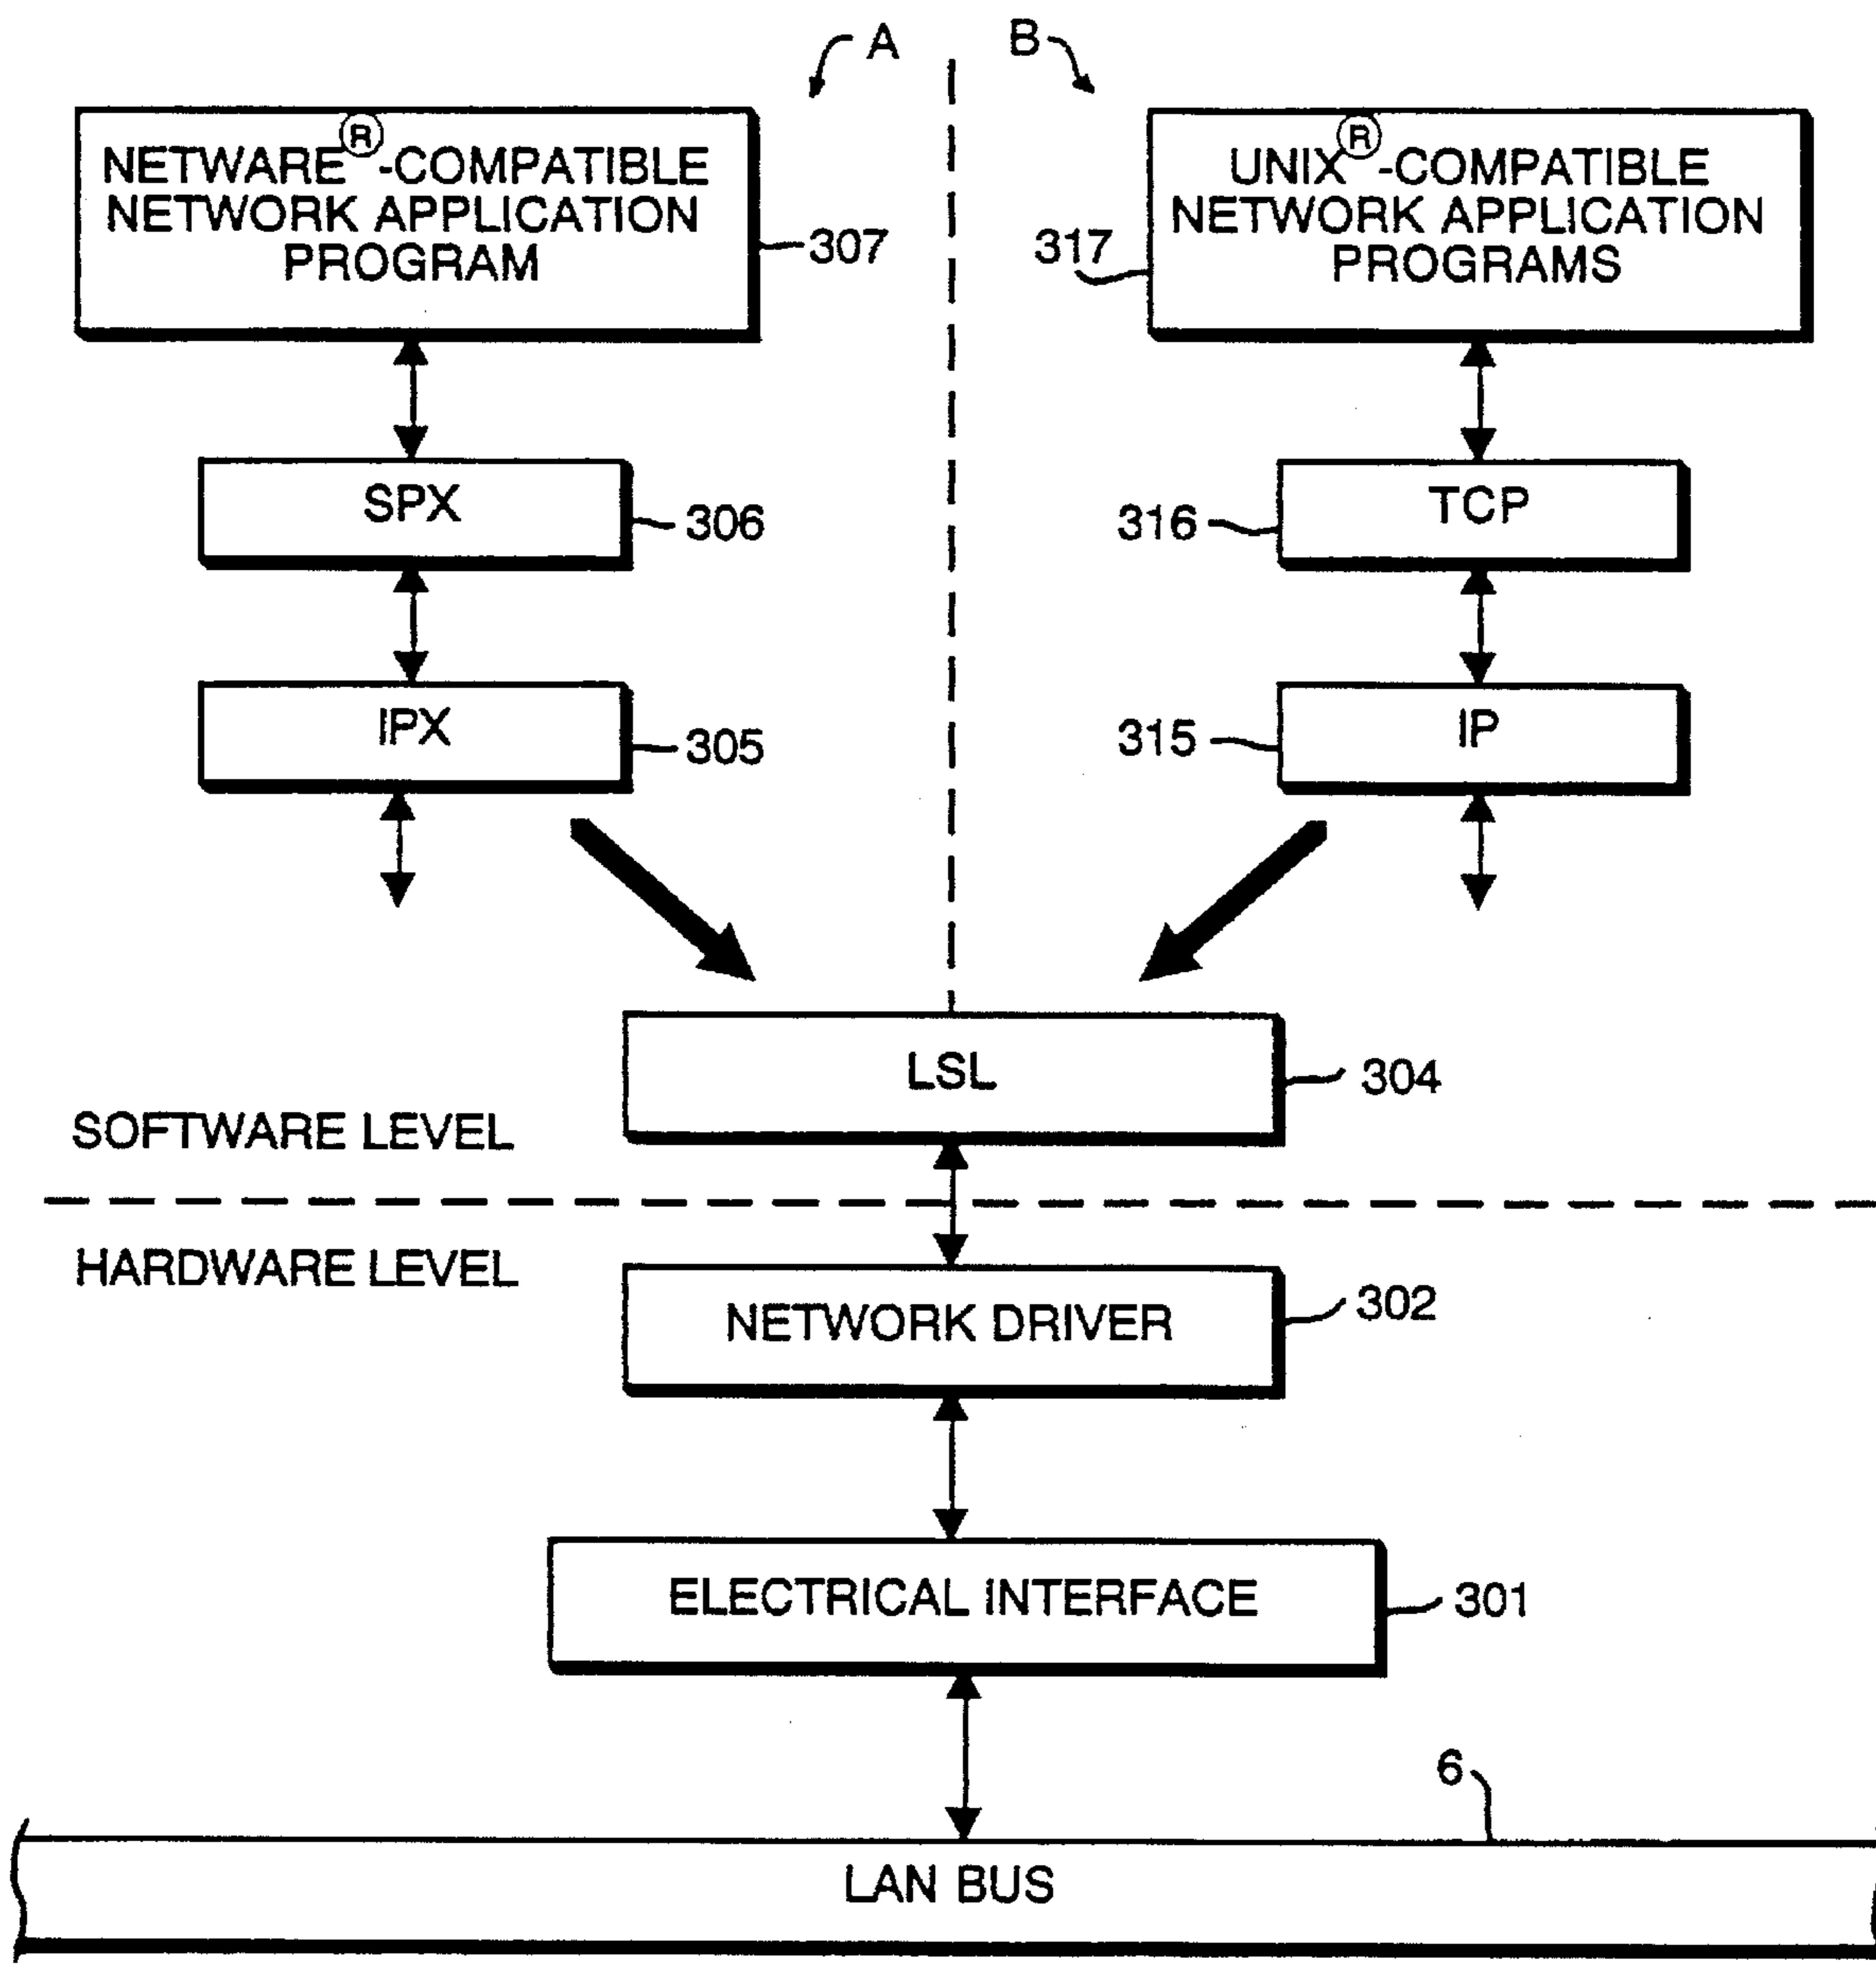 A
B
NETWARE®-COMPATIBLE
NETWORK APPLICATION
PROGRAM
307
317
UNIX®-COMPATIBLE
NETWORK APPLICATION
PROGRAMS
SPX
306
316
TCP
IPX
305
315
IP
LSL
304
SOFTWARE LEVEL
HARDWARE LEVEL
NETWORK DRIVER
302
ELECTRICAL INTERFACE
301
6
LAN BUS